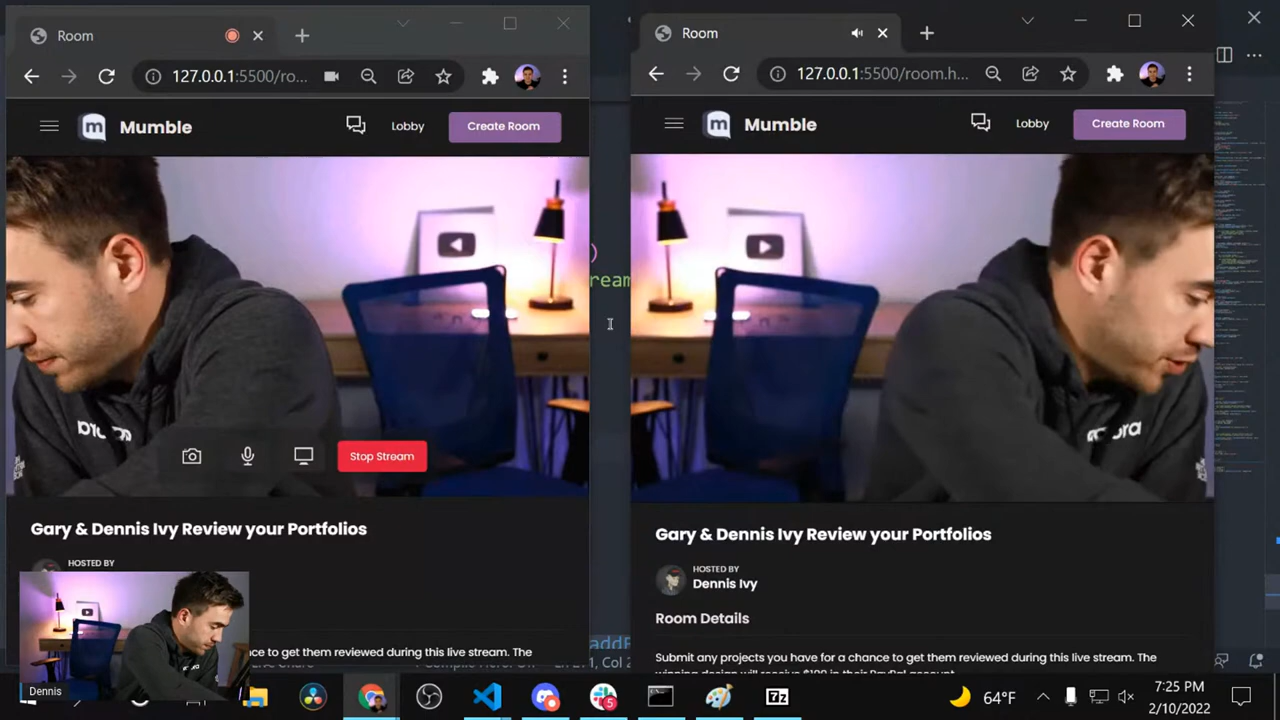 Room
127.0.0.1:5500/ro...
Mumble
Lobby
Create Room
Stop Stream
Gary & Dennis Ivy Review your Portfolios
HOSTED BY
nce to get them reviewed during this live stream. The
Dennis
Room
127.0.0.1:5500/room.h...
Mumble
Lobby
Create Room
Gary & Dennis Ivy Review your Portfolios
HOSTED BY
Dennis Ivy
Room Details
Submit any projects you have for a chance to get them reviewed during this live stream. The
)
ream
5
7z
64°F
7:25 PM
2/10/2022